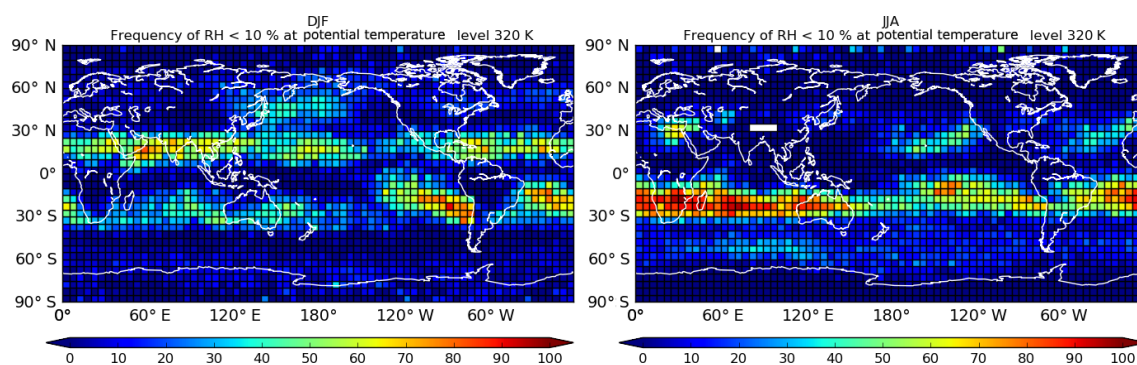 DJF
Frequency of RH < 10 % at potential temperature level 320 K
90° N
60° N
30° N
0°
30° S
60° S
90° S
0° 60° E 120° E 180° 120° W 60° W
0 10 20 30 40 50 60 70 80 90 100
JJA
Frequency of RH < 10 % at potential temperature level 320 K
90° N
60° N
30° N
0°
30° S
60° S
90° S
0° 60° E 120° E 180° 120° W 60° W
0 10 20 30 40 50 60 70 80 90 100